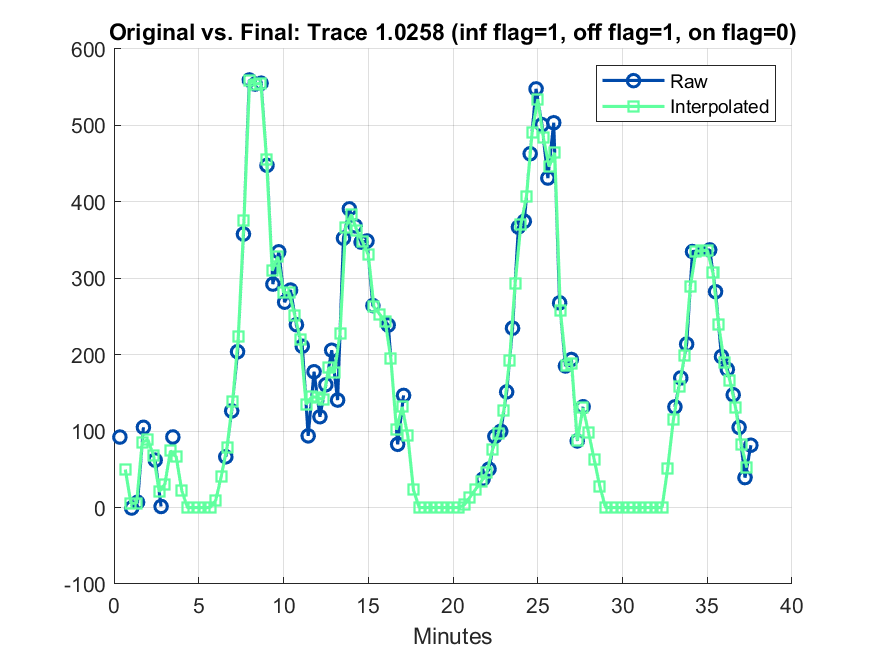 Original vs. Final: Trace 1.0258 (inf flag=1, off flag=1, on flag=0)
600
500
400
300
200
100
0
-100
Raw
Interpolated
0 5 10 15 20 25 30 35 40
Minutes